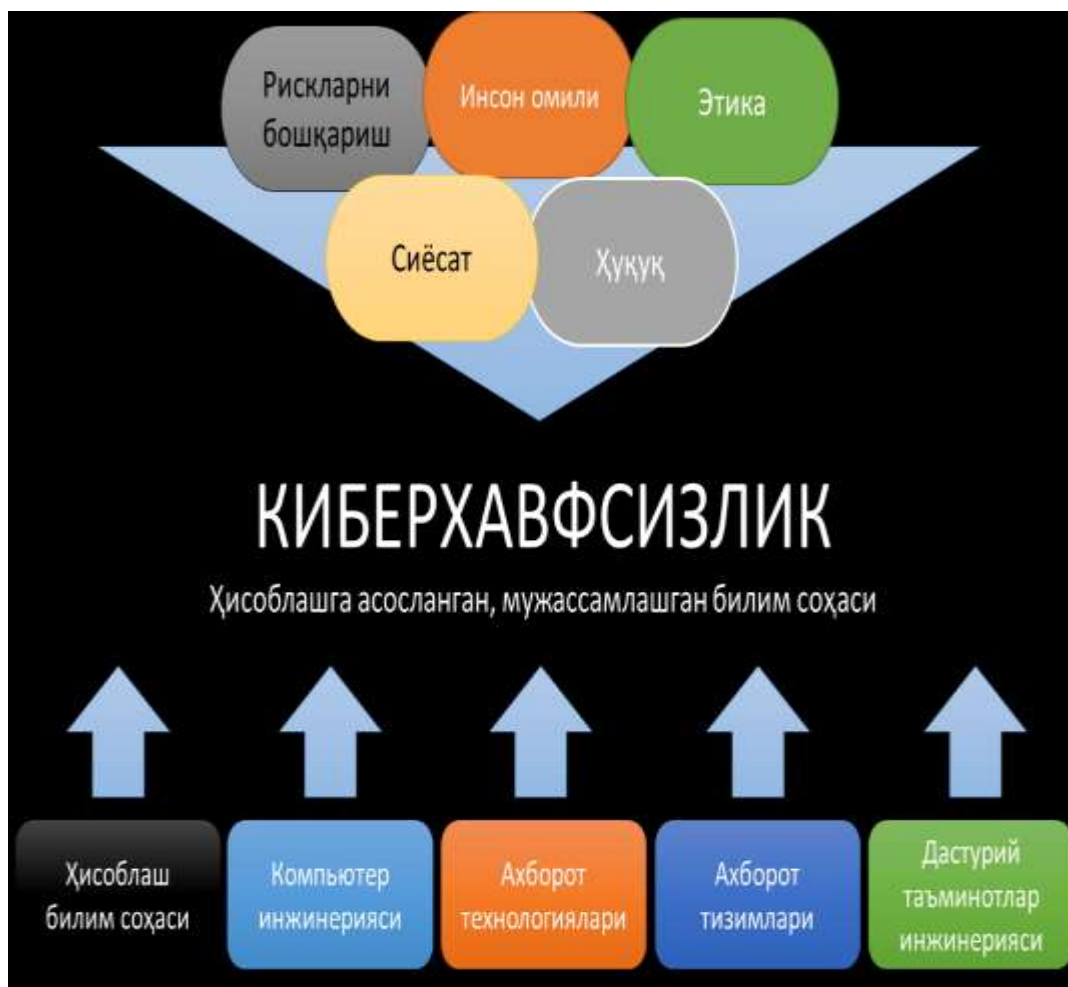 Рискларни
бошқариш
Инсон омили
Этика
Сиёсат
Ҳуқуқ
КИБЕРХАВФСИЗЛИК
Ҳисоблашга асосланган, мужассамлашган билим соҳаси
Ҳисоблаш
билим соҳаси
Компьютер
инжинерияси
Ахборот
технологиялари
Ахборот
тизимлари
Дастурий
таъминотлар
инжинерияси